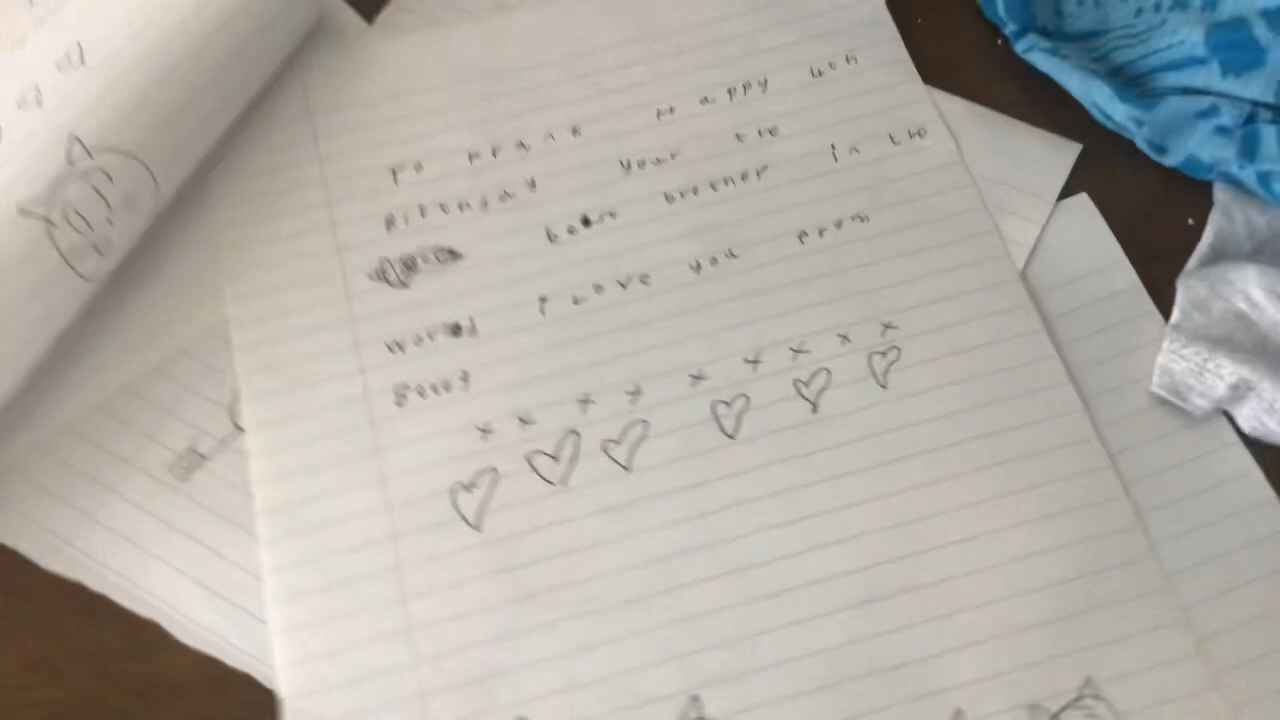 to Frank Happy 4th
Birthday your the
best brother in the
world I Love you from
x x x x x x x x x